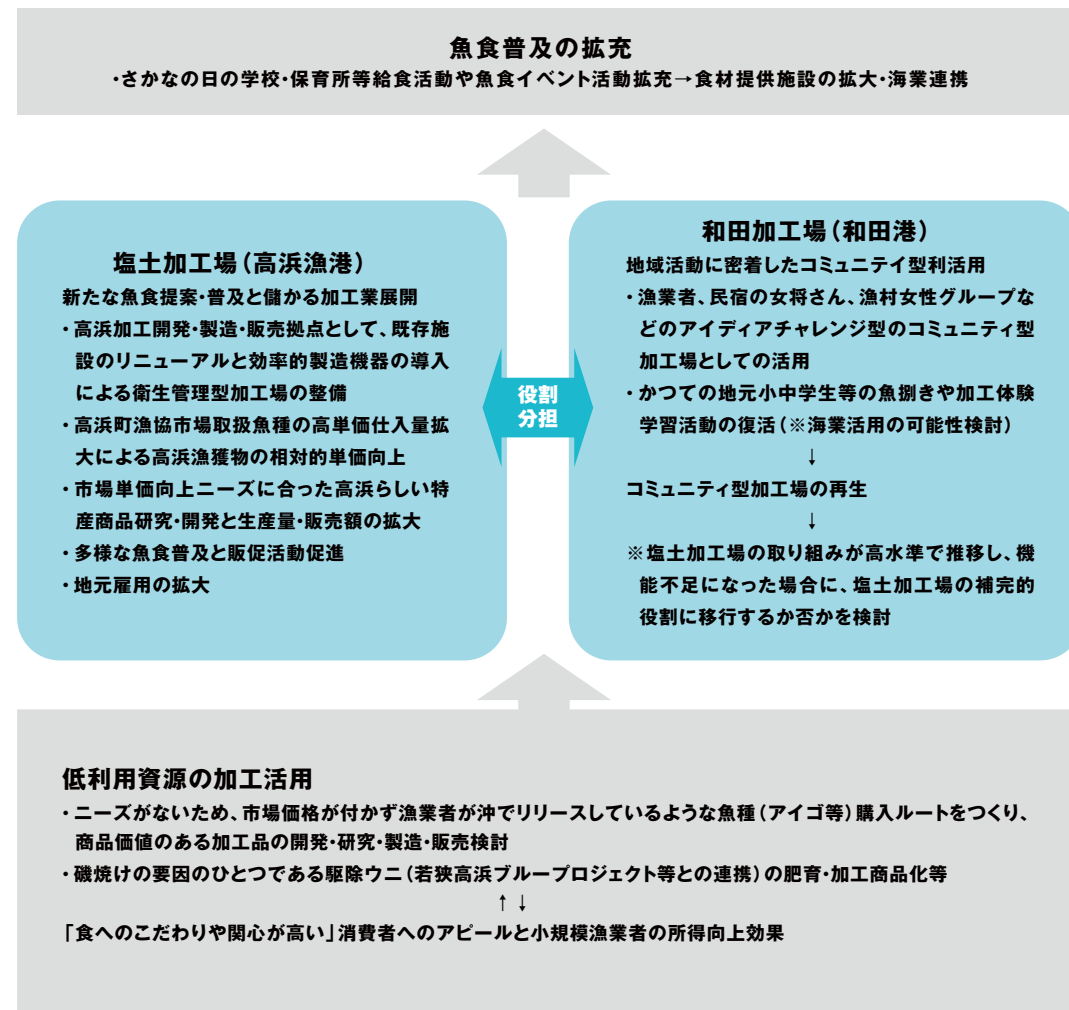 魚食普及の拡充
・さかなの日の学校・保育所等給食活動や魚食イベント活動拡充→食材提供施設の拡大・海業連携
塩土加工場（高浜漁港）
新たな魚食提案・普及と儲かる加工業展開
・高浜加工開発・製造・販売拠点として、既存施
設のリニューアルと効率的製造機器の導入
による衛生管理型加工場の整備
・高浜町漁協市場取扱魚種の高単価仕入量拡
大による高浜漁獲物の相対的単価向上
・市場単価向上ニーズに合った高浜らしい特
産商品研究・開発と生産量・販売額の拡大
・多様な魚食普及と販促活動促進
・地元雇用の拡大
役割
分担
和田加工場（和田港）
地域活動に密着したコミュニテイ型利活用
・漁業者、民宿の女将さん、漁村女性グループな
どのアイディアチャレンジ型のコミュニティ型
加工場としての活用
・かつての地元小中学生等の魚捌きや加工体験
学習活動の復活（※海業活用の可能性検討）
↓
コミュニティ型加工場の再生
↓
※塩土加工場の取り組みが高水準で推移し、機
能不足になった場合に、塩土加工場の補完的
役割に移行するか否かを検討
低利用資源の加工活用
・ニーズがないため、市場価格が付かず漁業者が沖でリリースしているような魚種（アイゴ等）購入ルートをつくり、
商品価値のある加工品の開発・研究・製造・販売検討
・磯焼けの要因のひとつである駆除ウニ（若狭高浜ブループロジェクト等との連携）の肥育・加工商品化等
↑↓
「食へのこだわりや関心が高い」消費者へのアピールと小規模漁業者の所得向上効果